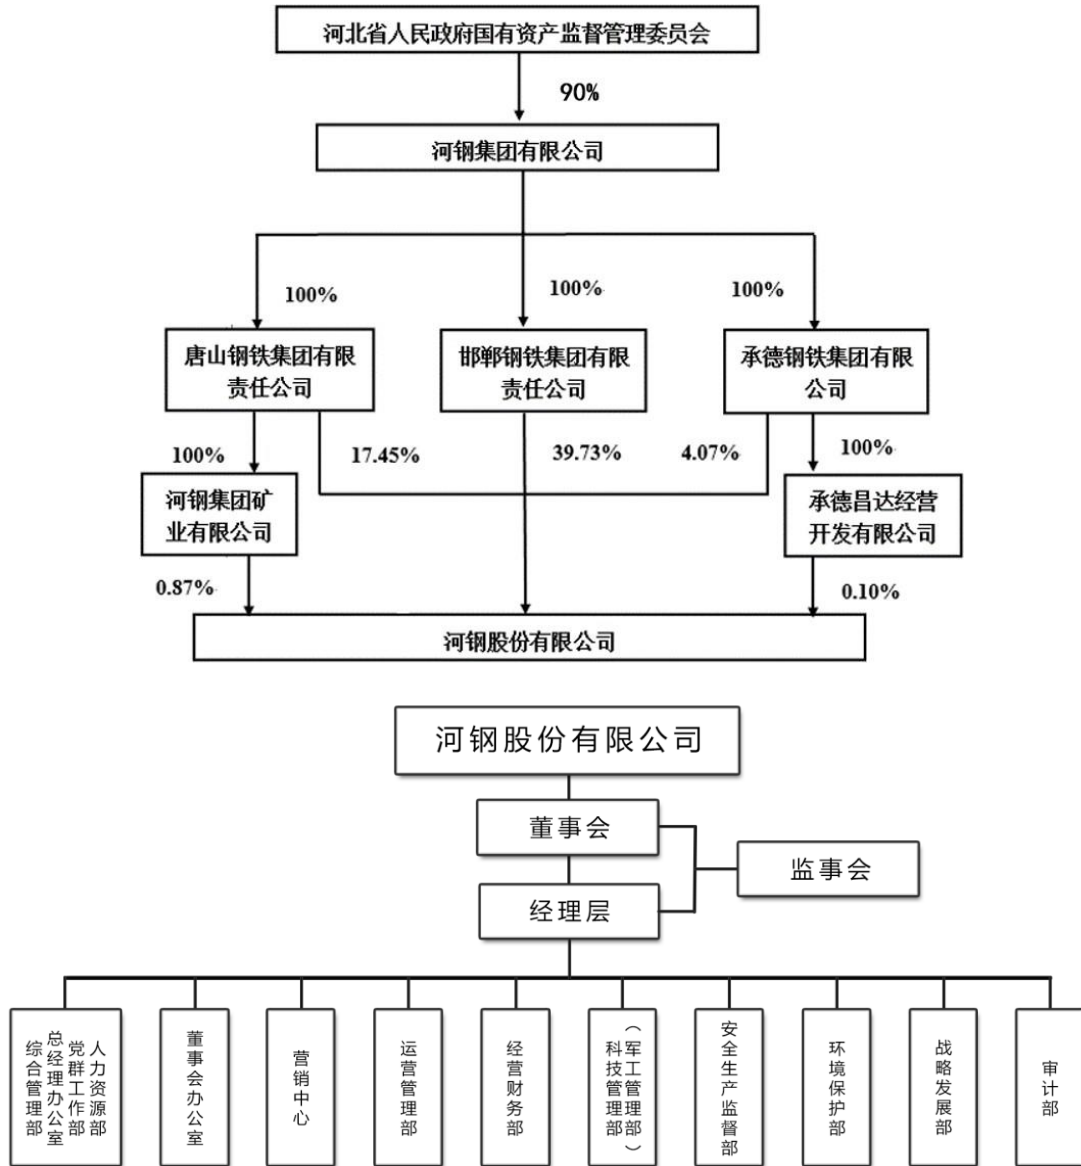 河北省人民政府国有资产监督管理委员会
90%
河钢集团有限公司
100%
100%
100%
唐山钢铁集团有限
责任公司
邯郸钢铁集团有限
责任公司
承德钢铁集团有限
公司
100%
17.45%
39.73%
4.07%
100%
河钢集团矿
业有限公司
承德昌达经营
开发有限公司
0.87%
0.10%
河钢股份有限公司
河钢股份有限公司
董事会
监事会
经理层
人力资源部
党群工作部
总经理办公室
综合管理部
董事会办公室
营销中心
运营管理部
经营财务部
（军工管理部）
科技管理部
安全生产监督部
环境保护部
战略发展部
审计部